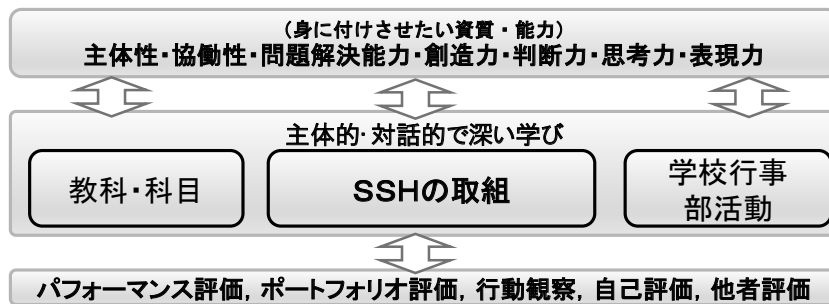 (身に付けさせたい資質・能力)
主体性・協働性・問題解決能力・創造力・判断力・思考力・表現力
主体的・対話的で深い学び
教科・科目
SSHの取組
学校行事
部活動
パフォーマンス評価, ポートフォリオ評価, 行動観察, 自己評価, 他者評価